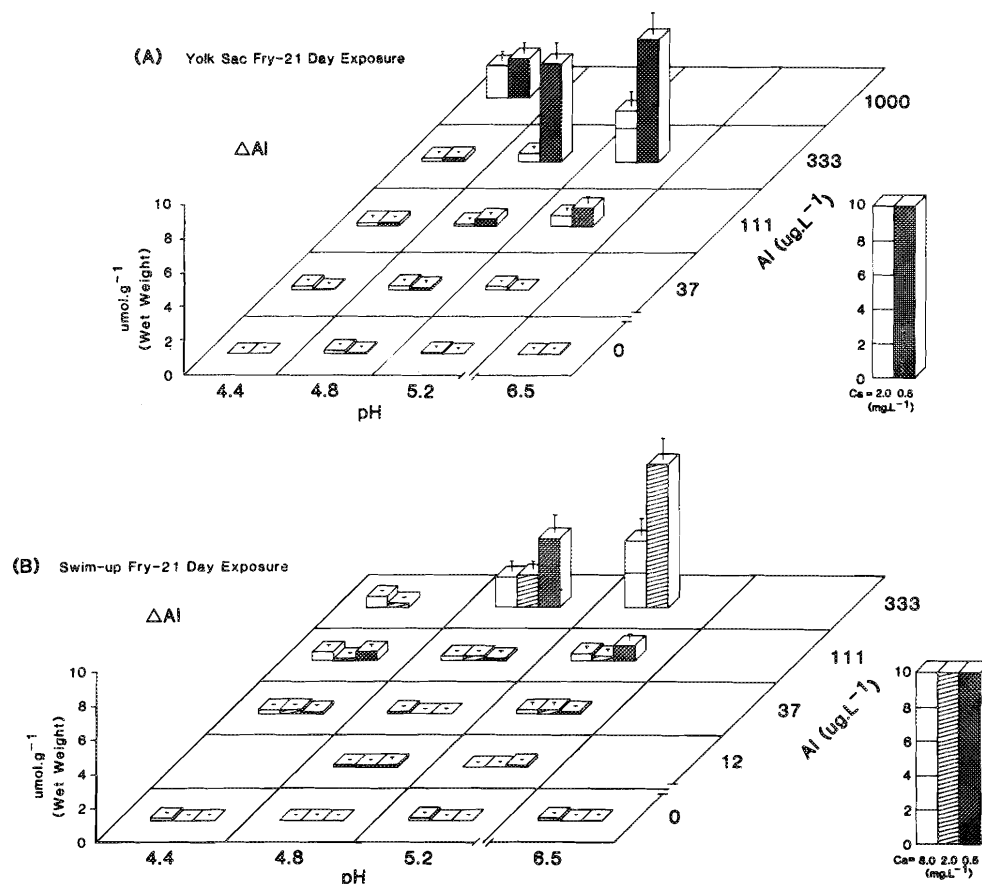 (A) Yolk Sac Fry-21 Day Exposure
△Al
1000
333
111
37
0
Al (ug.L⁻¹)
10
8
6
4
2
0
umol.g⁻¹
(Wet Weight)
4.4
4.8
5.2
6.5
pH
10
8
6
4
2
0
Ca= 2.0 0.5
(mg.L⁻¹)
(B) Swim-up Fry-21 Day Exposure
△Al
333
111
37
12
0
Al (ug.L⁻¹)
10
8
6
4
2
0
umol.g⁻¹
(Wet Weight)
4.4
4.8
5.2
6.5
pH
10
8
6
4
2
0
Ca= 8.0 2.0 0.5
(mg.L⁻¹)